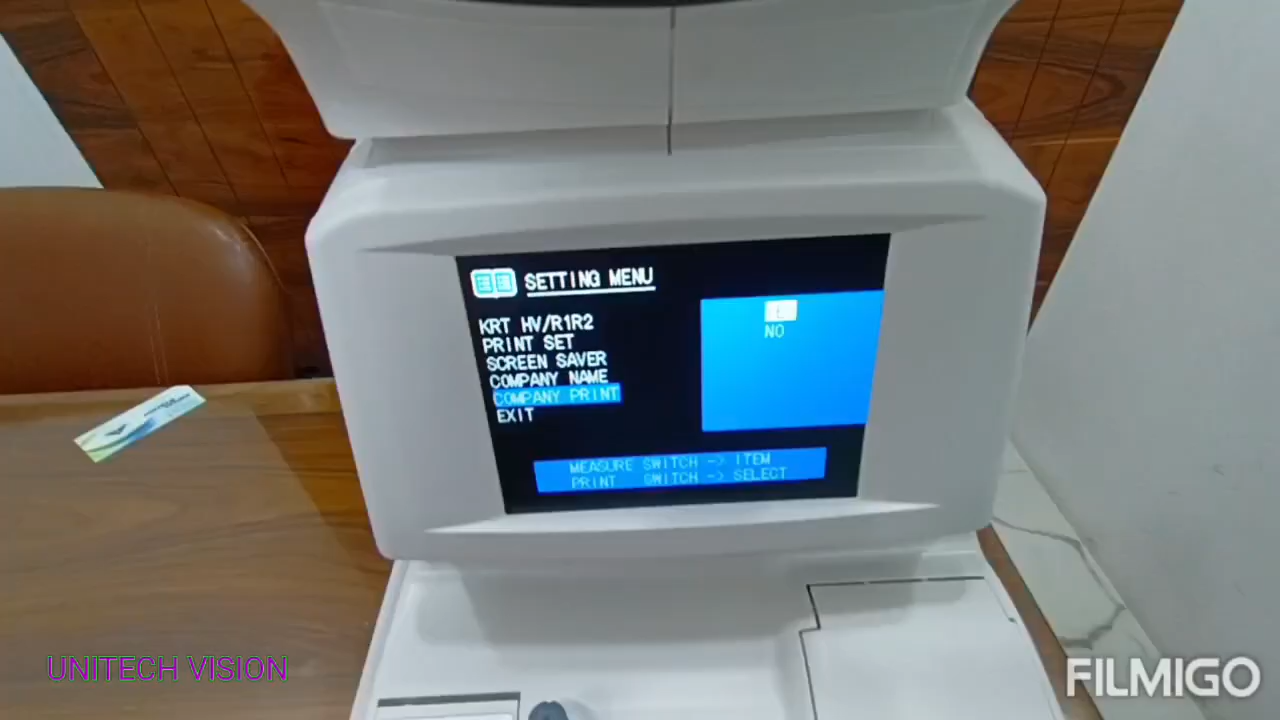 SETTING MENU
KRT HV/R1R2
PRINT SET
SCREEN SAVER
COMPANY NAME
COMPANY PRINT
EXIT
NO
MEASURE SWITCH -> ITEM
PRINT SWITCH -> SELECT
UNITECH VISION
FILMIGO